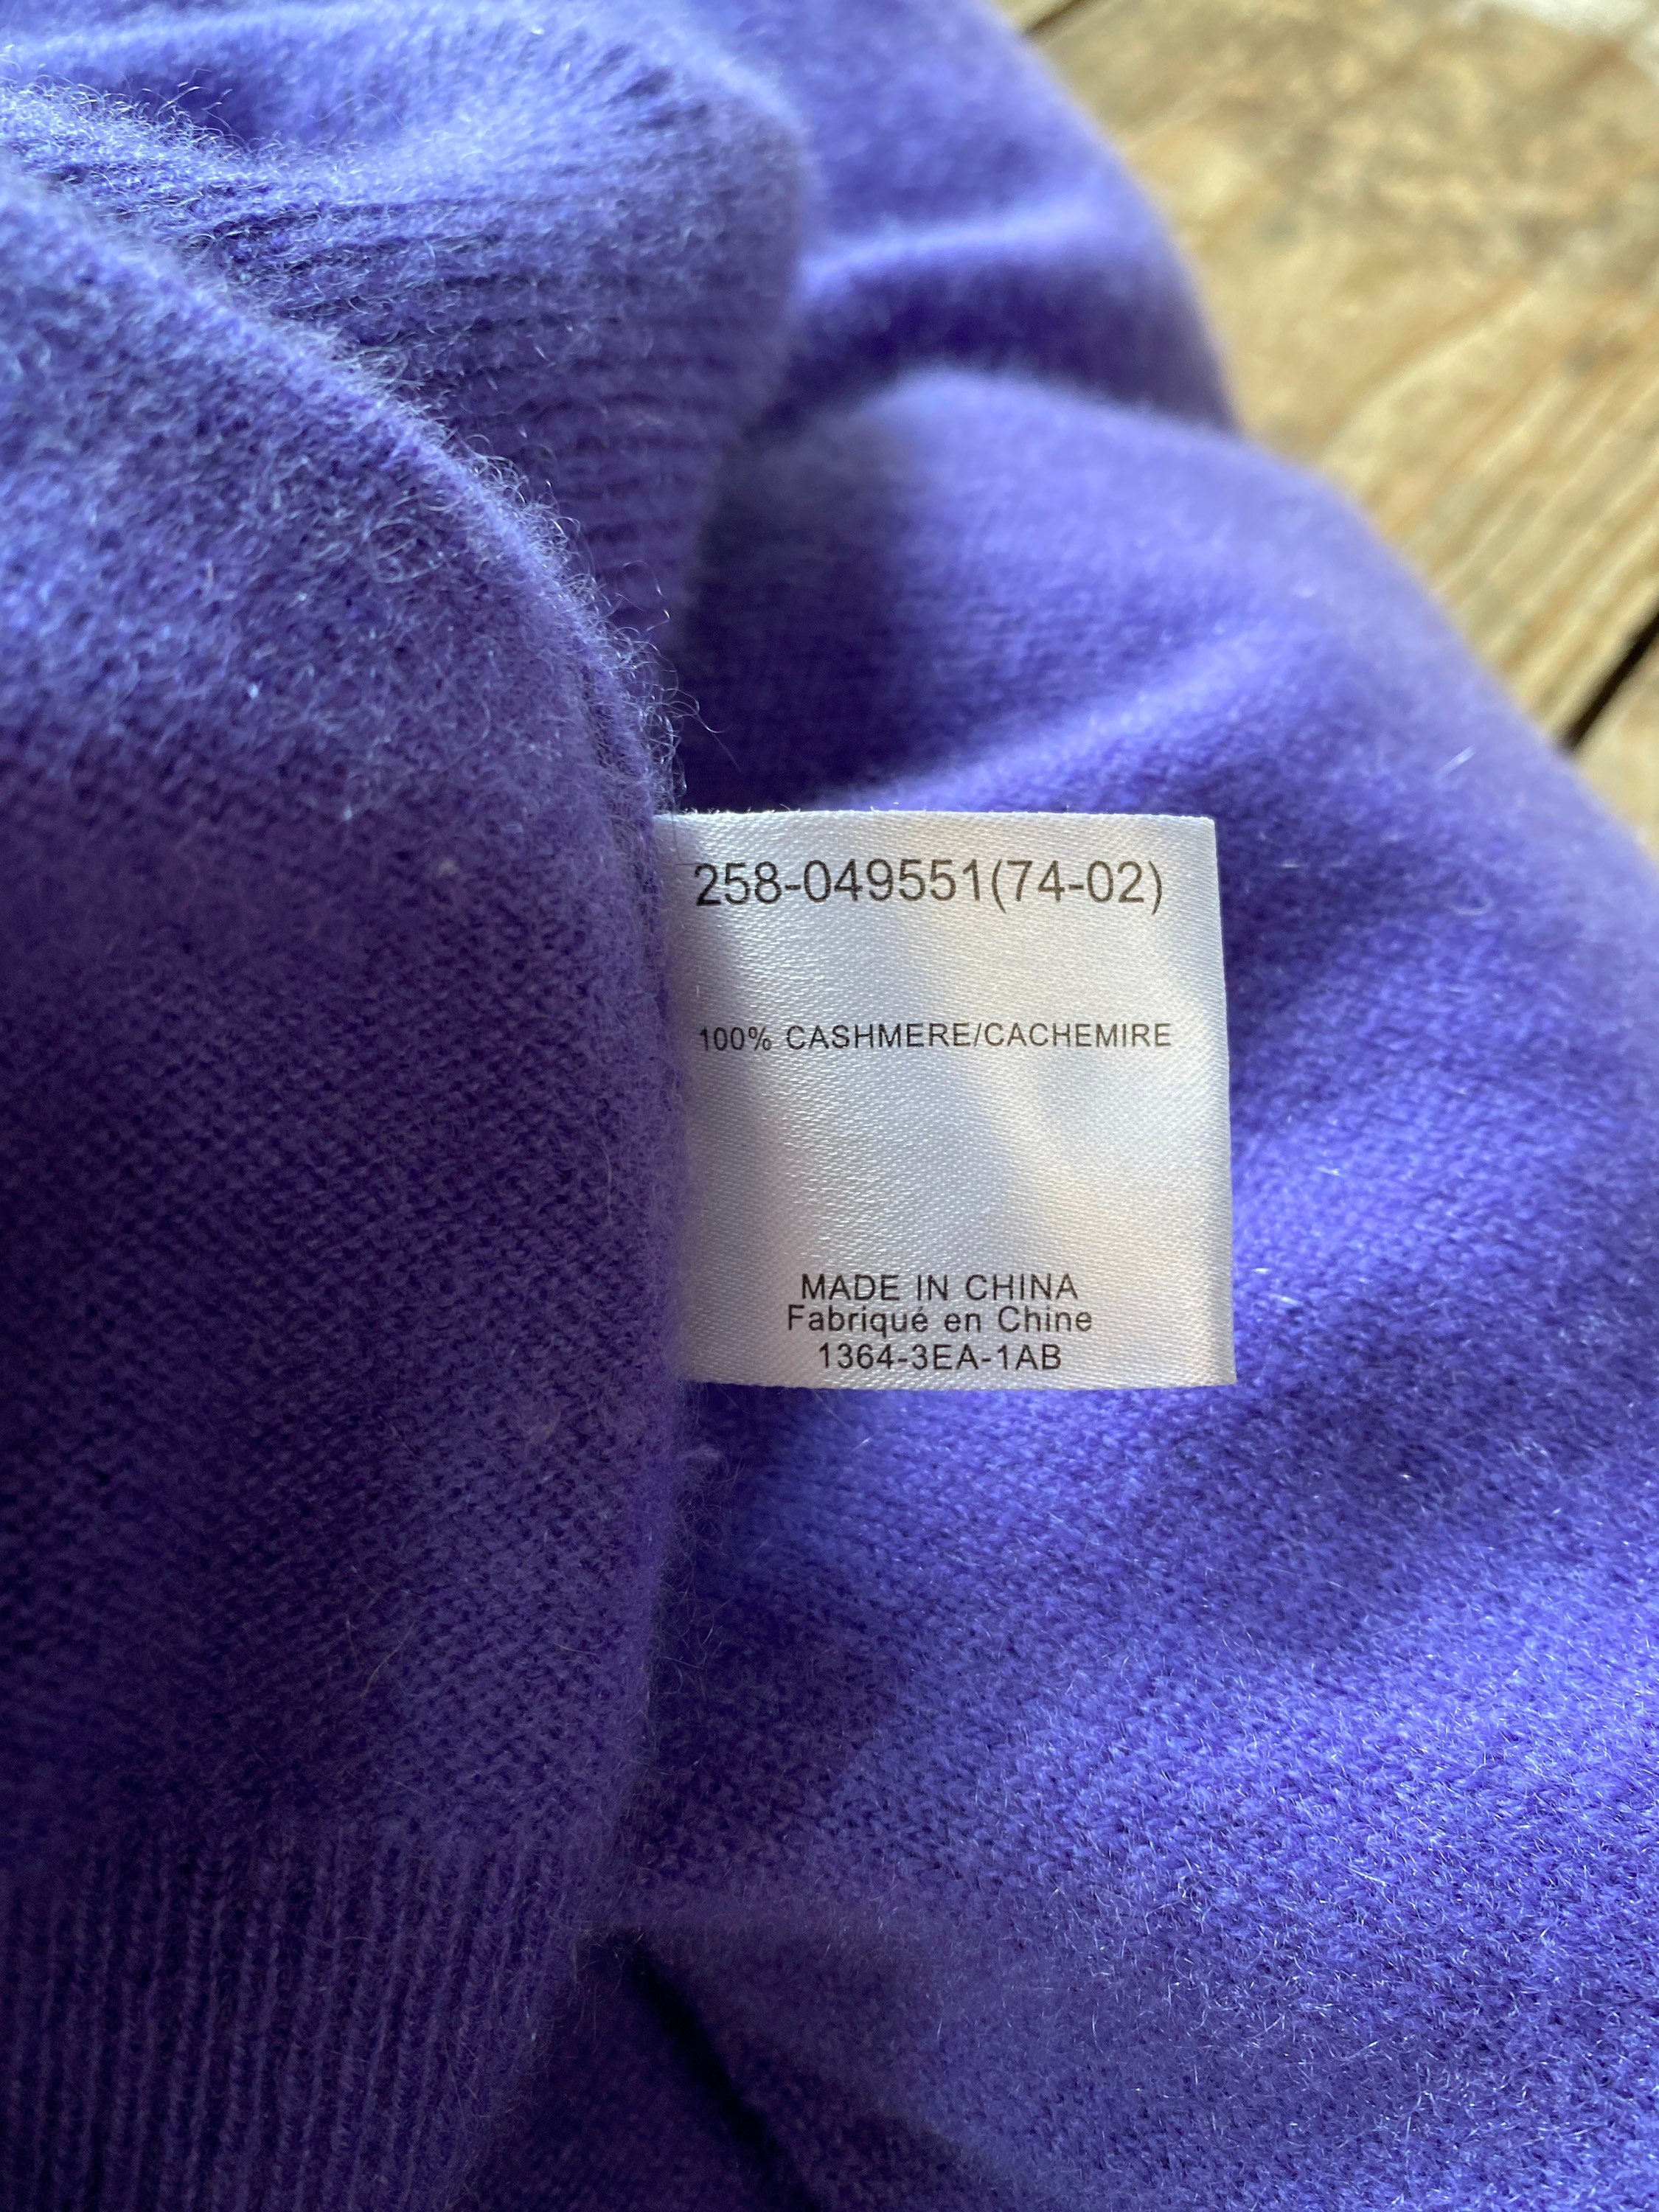 258-049551(74-02)
100% CASHMERE/CACHEMIRE
MADE IN CHINA
Fabriqué en Chine
1364-3EA-1AB